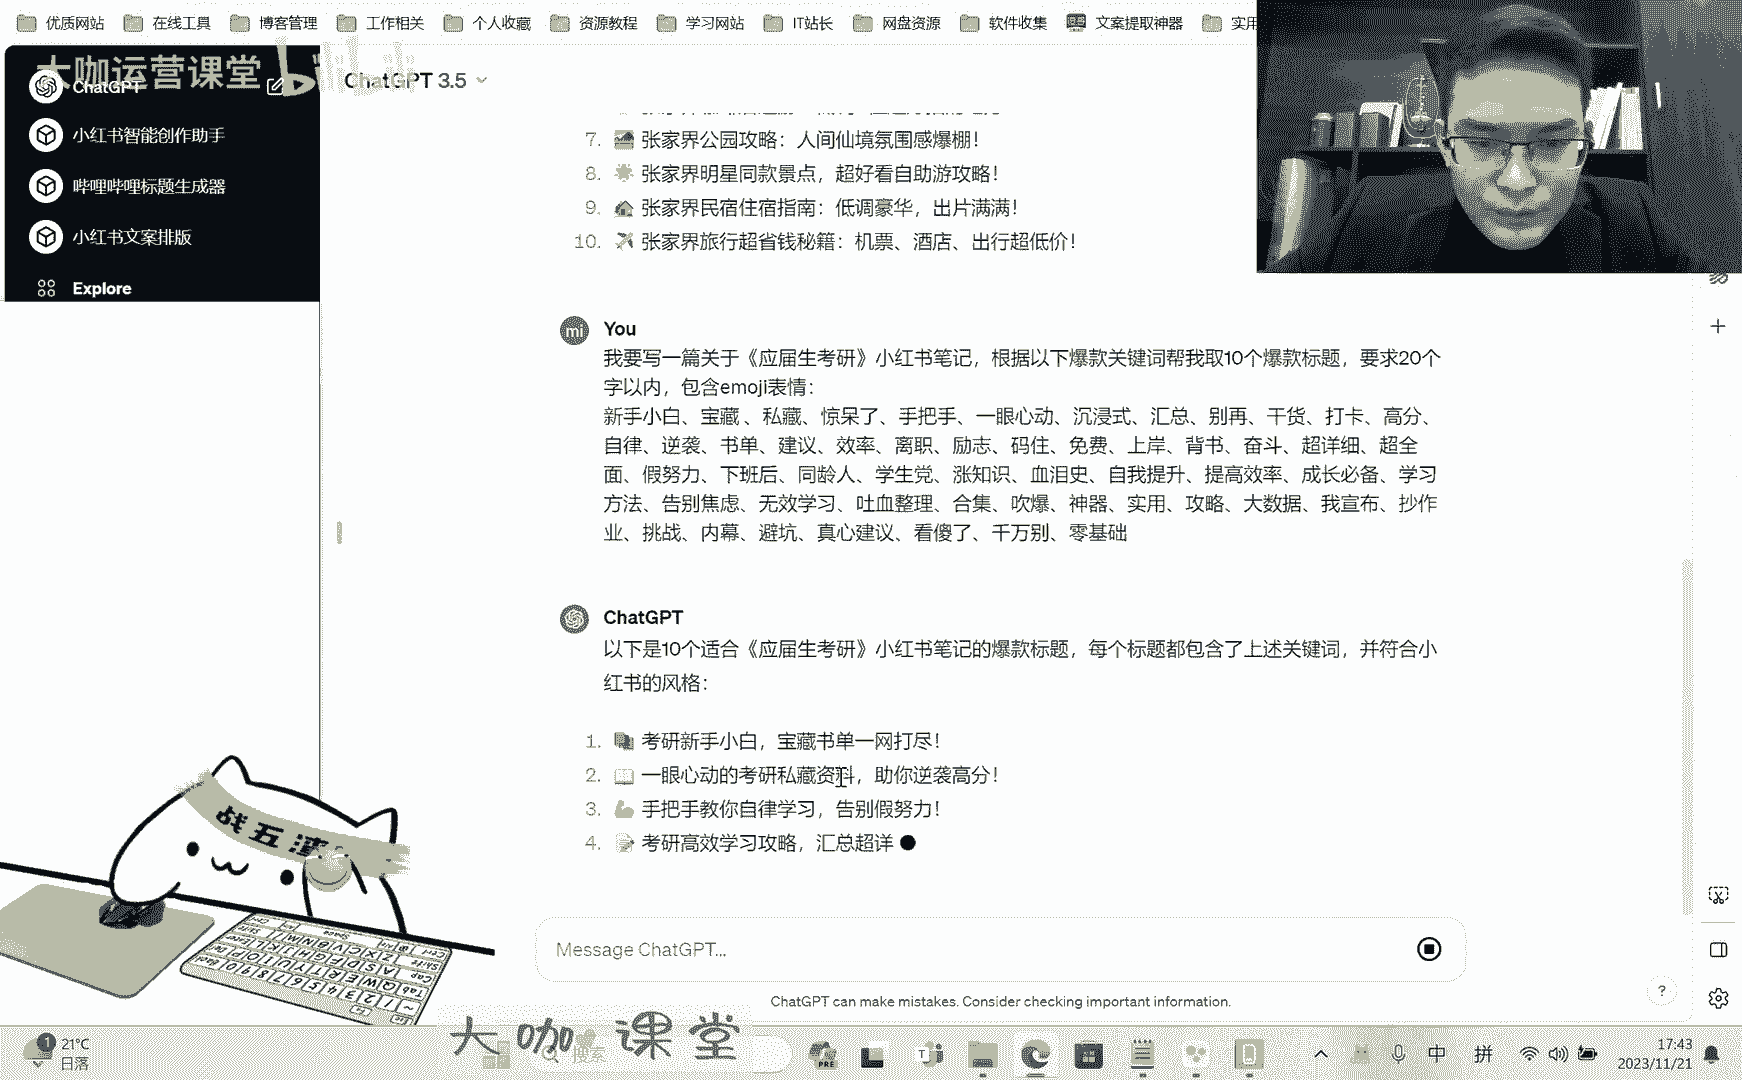 优质网站 在线工具 博客管理 工作相关 个人收藏 资源教程 学习网站 IT站长 网盘资源 软件收集 文案提取神器 实用
大咖运营课堂 bilibili
ChatGPT
ChatGPT 3.5
小红书智能创作助手
哔哩哔哩标题生成器
小红书文案排版
Explore
7. 张家界公园攻略：人间仙境氛围感爆棚！
8. 张家界明星同款景点，超好看自助游攻略！
9. 张家界民宿住宿指南：低调豪华，出片满满！
10. 张家界旅行超省钱秘籍：机票、酒店、出行超低价！
mi
You
我要写一篇关于《应届生考研》小红书笔记，根据以下爆款关键词帮我取10个爆款标题，要求20个
字以内，包含emoji表情：
新手小白、宝藏 、私藏、惊呆了、手把手、一眼心动、沉浸式、汇总、别再、干货、打卡、高分、
自律、逆袭、书单、建议、效率、离职、励志、码住、免费、上岸、背书、奋斗、超详细、超全
面、假努力、下班后、同龄人、学生党、涨知识、血泪史、自我提升、提高效率、成长必备、学习
方法、告别焦虑、无效学习、吐血整理、合集、吹爆、神器、实用、攻略、大数据、我宣布、抄作
业、挑战、内幕、避坑、真心建议、看傻了、千万别、零基础
ChatGPT
以下是10个适合《应届生考研》小红书笔记的爆款标题，每个标题都包含了上述关键词，并符合小
红书的风格：
1. 考研新手小白，宝藏书单一网打尽！
2. 一眼心动的考研私藏资料，助你逆袭高分！
3. 手把手教你自律学习，告别假努力！
4. 考研高效学习攻略，汇总超详
战五渣
Message ChatGPT...
ChatGPT can make mistakes. Consider checking important information.
?
大咖课堂
搜索
1
21°C
日落
PRE
中
拼
17:43
2023/11/21